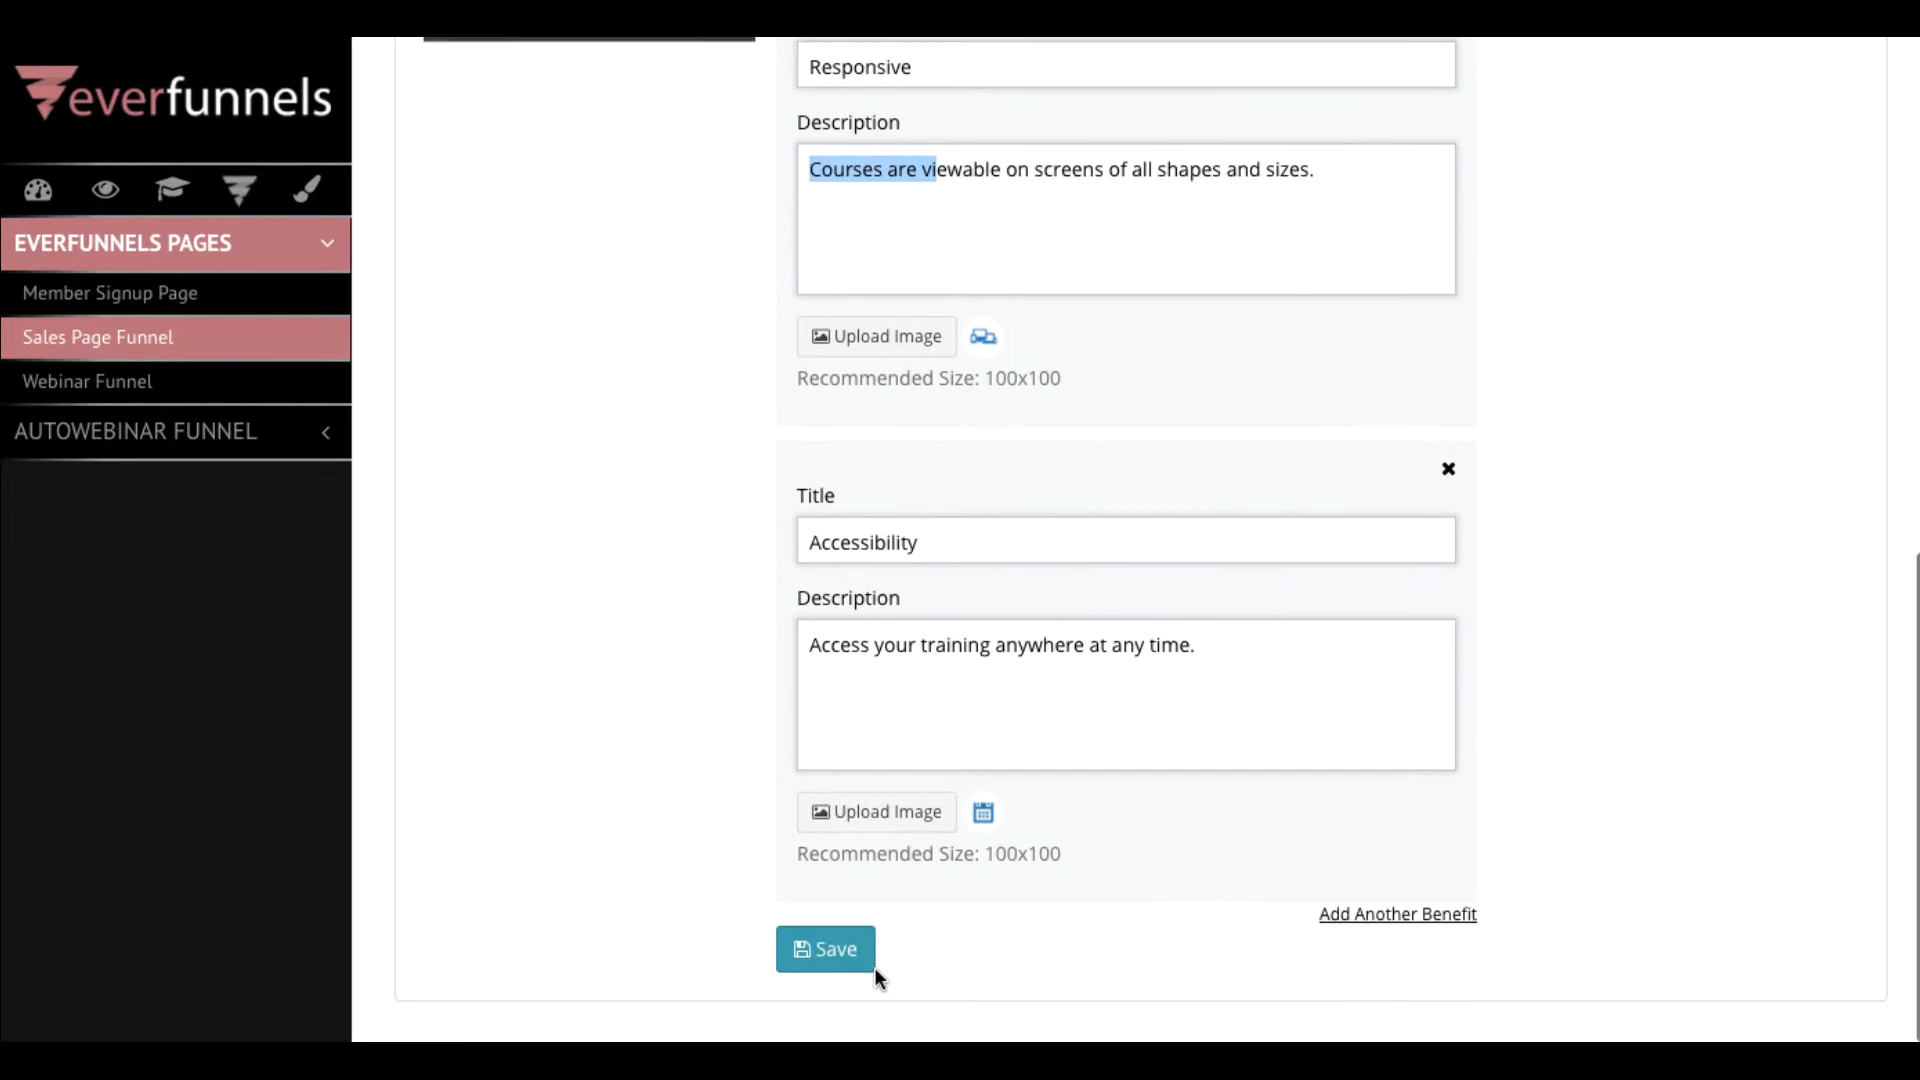 everfunnels
EVERFUNNELS PAGES
Member Signup Page
Sales Page Funnel
Webinar Funnel
AUTOWEBINAR FUNNEL
Responsive
Description
Courses are viewable on screens of all shapes and sizes.
Upload Image
Recommended Size: 100x100
Title
Accessibility
Description
Access your training anywhere at any time.
Upload Image
Recommended Size: 100x100
Add Another Benefit
Save